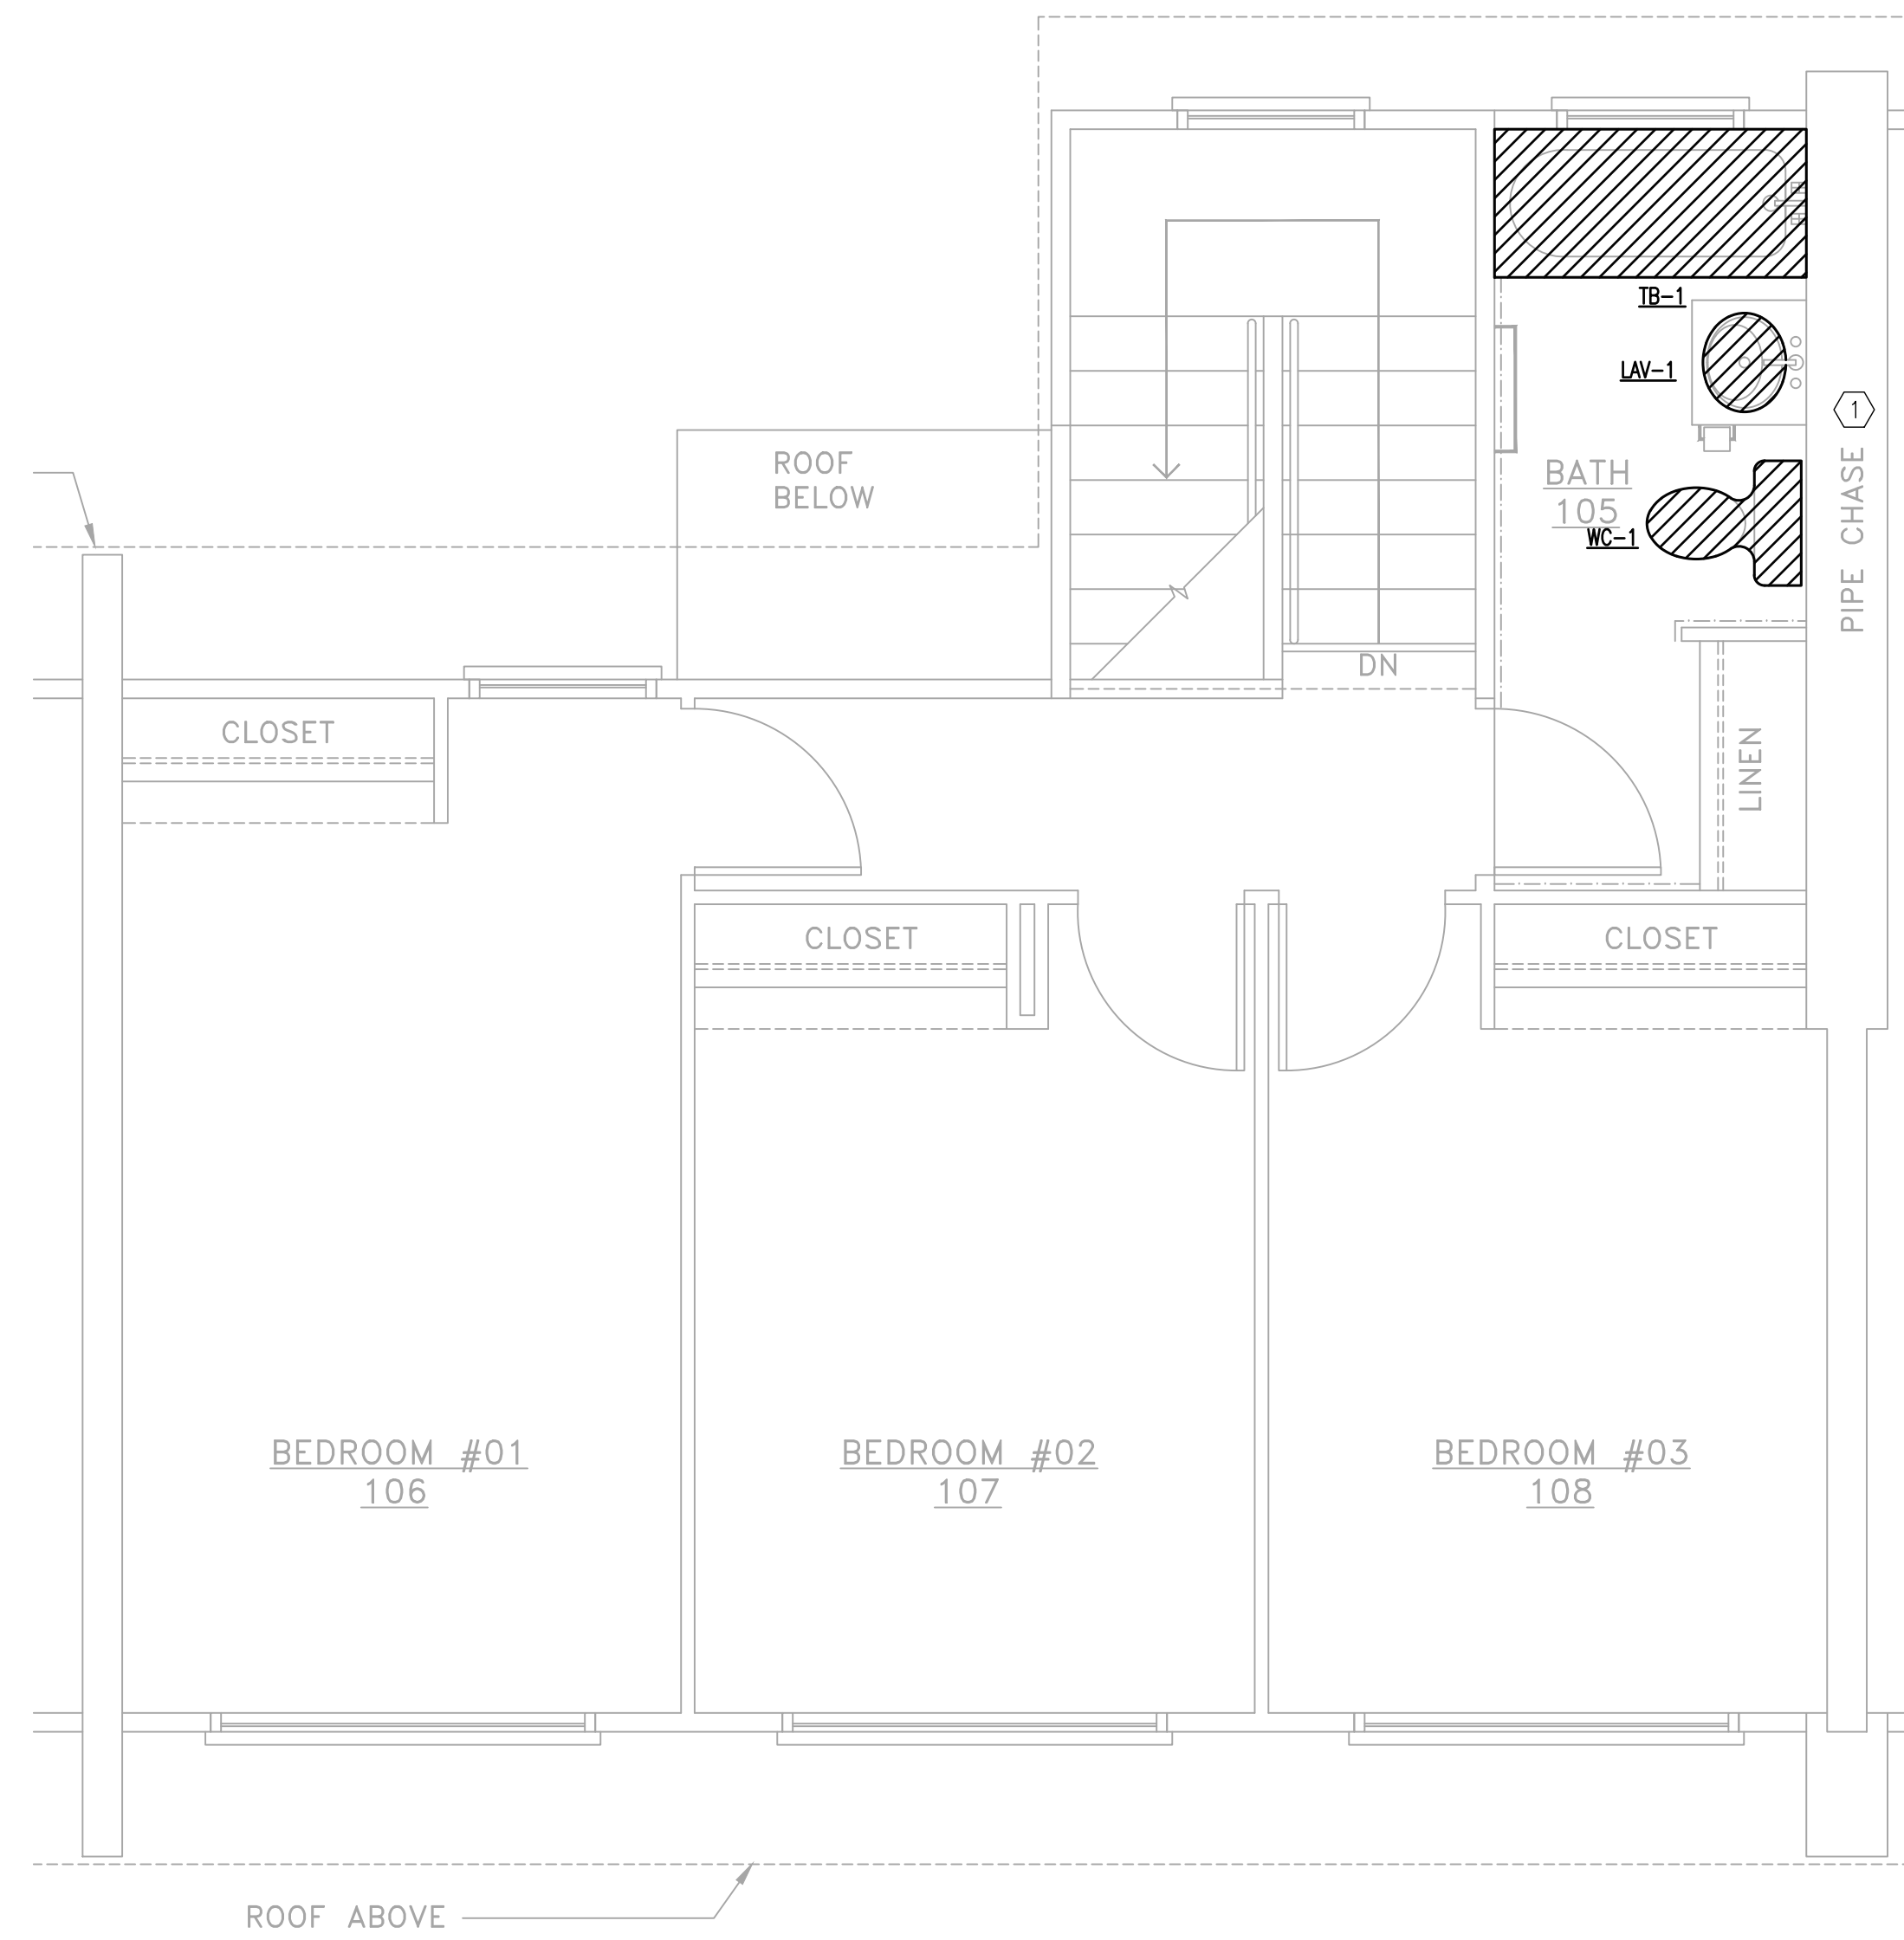 TB-1
LAV-1
1
PIPE CHASE
ROOF
BELOW
BATH
105
WC-1
DN
CLOSET
LINEN
CLOSET
CLOSET
BEDROOM #01
106
BEDROOM #02
107
BEDROOM #03
108
ROOF ABOVE